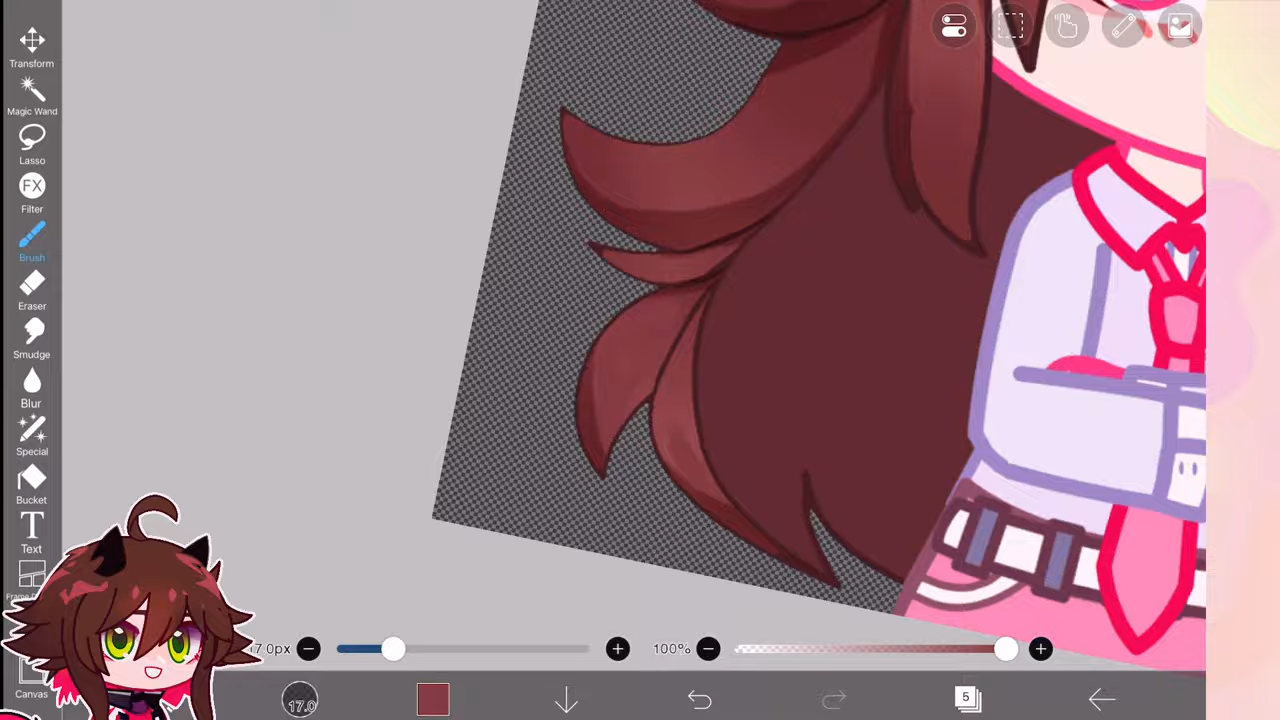 Transform
Magic Wand
Lasso
FX
Filter
Brush
Eraser
Smudge
Blur
Special
Bucket
T
Text
Canvas
7.0px
100%
17.0
5